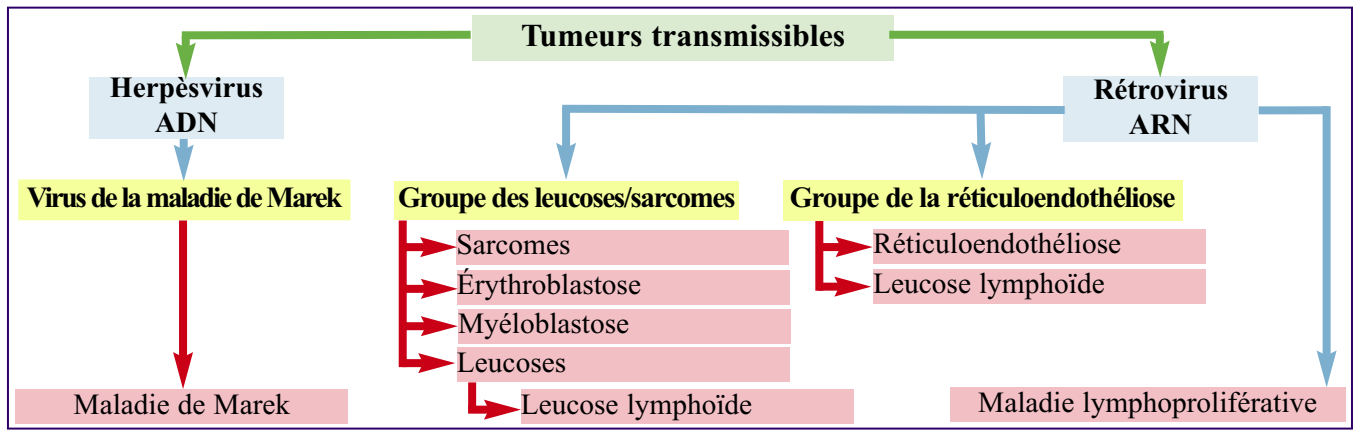 Tumeurs transmissibles
Herpèsvirus
ADN
Rétrovirus
ARN
Virus de la maladie de Marek
Groupe des leucoses/sarcomes
Groupe de la réticuloendothéliose
Sarcomes
Érythroblastose
Myéloblastose
Leucoses
Leucose lymphoïde
Réticuloendothéliose
Leucose lymphoïde
Maladie de Marek
Maladie lymphoproliférative